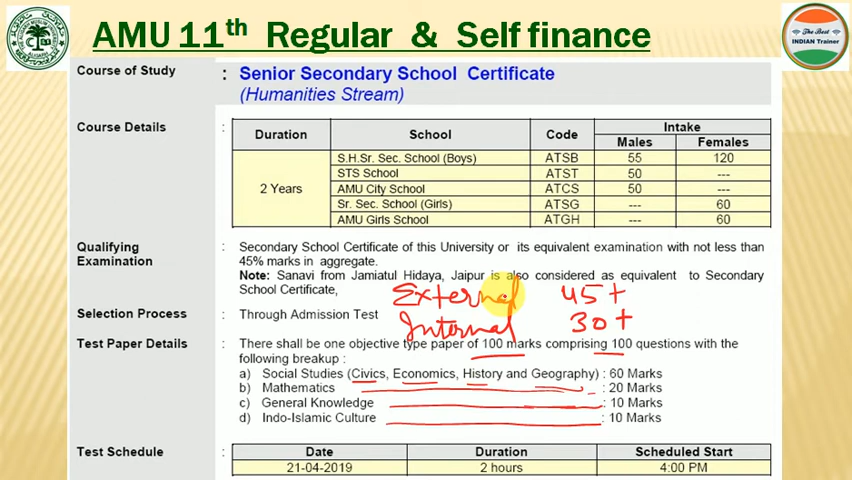 AMU 11th Regular & Self finance
The Best
INDIAN Trainer
Course of Study : Senior Secondary School Certificate
(Humanities Stream)
Course Details :
Duration School Code Intake
Males Females
2 Years
S.H.Sr. Sec. School (Boys) ATSB 55 120
STS School ATST 50 ---
AMU City School ATCS 50 ---
Sr. Sec. School (Girls) ATSG --- 60
AMU Girls School ATGH --- 60
Qualifying : Secondary School Certificate of this University or its equivalent examination with not less than
Examination 45% marks in aggregate.
Note: Sanavi from Jamiatul Hidaya, Jaipur is also considered as equivalent to Secondary
School Certificate,
External 45+
Selection Process : Through Admission Test
Internal 30+
Test Paper Details : There shall be one objective type paper of 100 marks comprising 100 questions with the
following breakup :
a) Social Studies (Civics, Economics, History and Geography) : 60 Marks
b) Mathematics : 20 Marks
c) General Knowledge : 10 Marks
d) Indo-Islamic Culture : 10 Marks
Test Schedule :
Date Duration Scheduled Start
21-04-2019 2 hours 4:00 PM